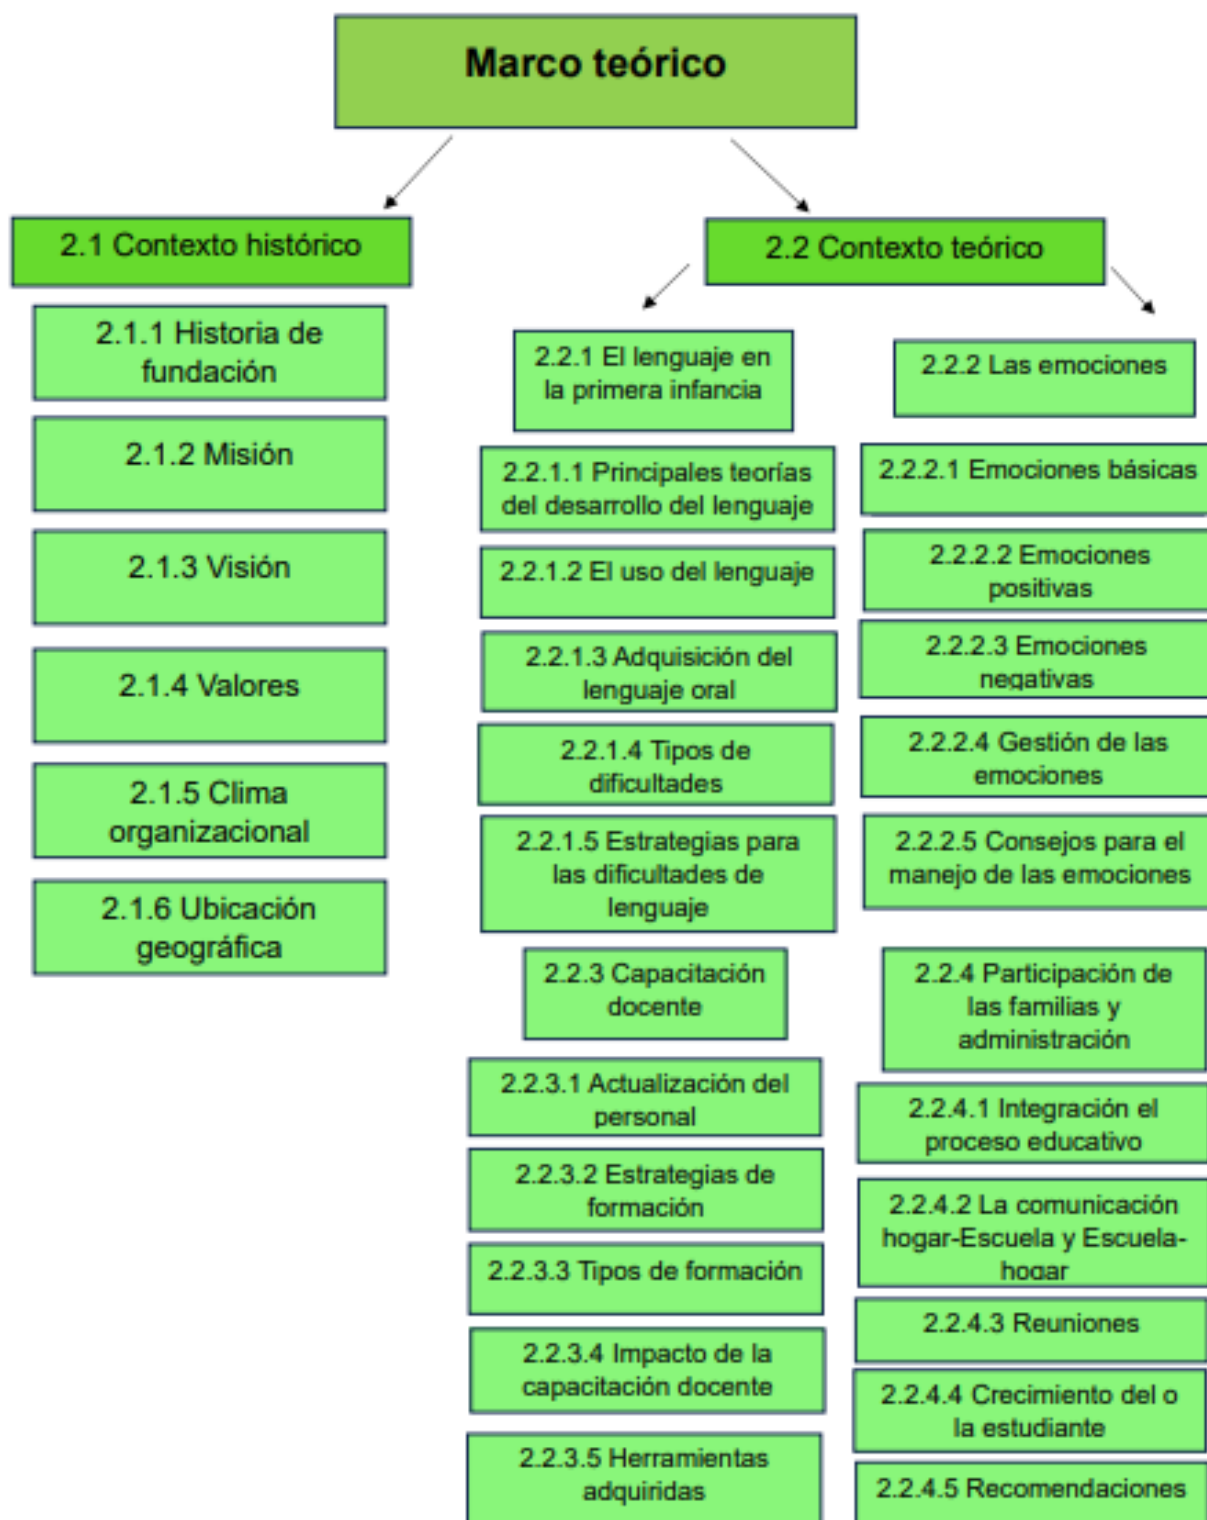 Marco teórico
2.1 Contexto histórico
2.1.1 Historia de
fundación
2.1.2 Misión
2.1.3 Visión
2.1.4 Valores
2.1.5 Clima
organizacional
2.1.6 Ubicación
geográfica
2.2 Contexto teórico
2.2.1 El lenguaje en
la primera infancia
2.2.1.1 Principales teorías
del desarrollo del lenguaje
2.2.1.2 El uso del lenguaje
2.2.1.3 Adquisición del
lenguaje oral
2.2.1.4 Tipos de
dificultades
2.2.1.5 Estrategias para
las dificultades de
lenguaje
2.2.2 Las emociones
2.2.2.1 Emociones básicas
2.2.2.2 Emociones
positivas
2.2.2.3 Emociones
negativas
2.2.2.4 Gestión de las
emociones
2.2.2.5 Consejos para el
manejo de las emociones
2.2.3 Capacitación
docente
2.2.3.1 Actualización del
personal
2.2.3.2 Estrategias de
formación
2.2.3.3 Tipos de formación
2.2.3.4 Impacto de la
capacitación docente
2.2.3.5 Herramientas
adquiridas
2.2.4 Participación de
las familias y
administración
2.2.4.1 Integración el
proceso educativo
2.2.4.2 La comunicación
hogar-Escuela y Escuela-
hogar
2.2.4.3 Reuniones
2.2.4.4 Crecimiento del o
la estudiante
2.2.4.5 Recomendaciones